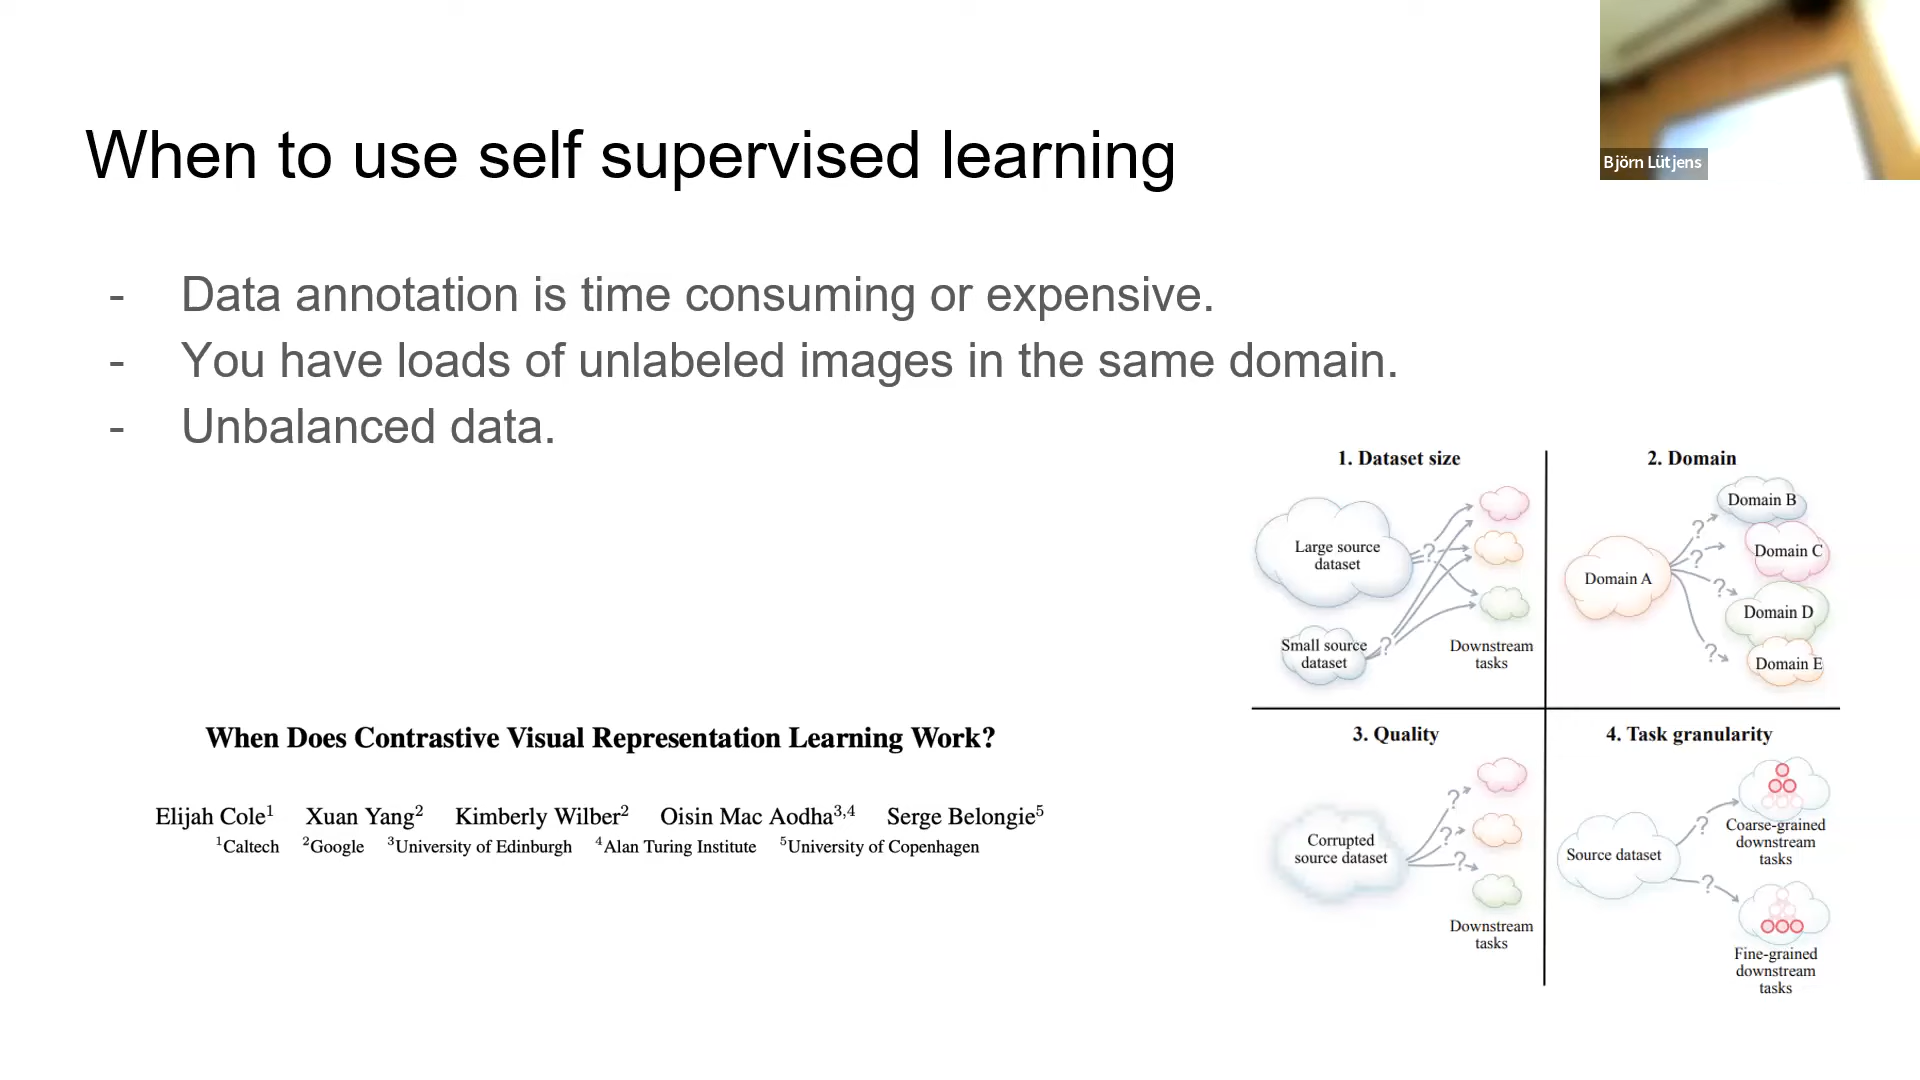 When to use self supervised learning
Björn Lütjens
- Data annotation is time consuming or expensive.
- You have loads of unlabeled images in the same domain.
- Unbalanced data.
When Does Contrastive Visual Representation Learning Work?
Elijah Cole1 Xuan Yang2 Kimberly Wilber2 Oisin Mac Aodha3,4 Serge Belongie5
1Caltech 2Google 3University of Edinburgh 4Alan Turing Institute 5University of Copenhagen
1. Dataset size
Large source
dataset
?
Small source
dataset
?
Downstream
tasks
2. Domain
Domain A
?
?
?
?
Domain B
Domain C
Domain D
Domain E
3. Quality
Corrupted
source dataset
?
?
?
Downstream
tasks
4. Task granularity
Source dataset
?
?
Coarse-grained
downstream
tasks
Fine-grained
downstream
tasks